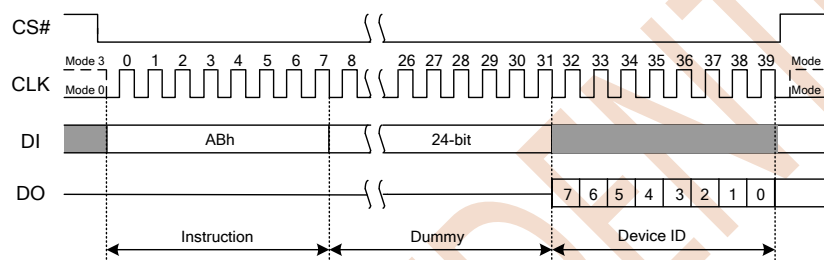 CS#
Mode 3 0 1 2 3 4 5 6 7 8 26 27 28 29 30 31 32 33 34 35 36 37 38 39 Mode
CLK
Mode 0 Mode
DI ABh 24-bit
DO 7 6 5 4 3 2 1 0
Instruction Dummy Device ID